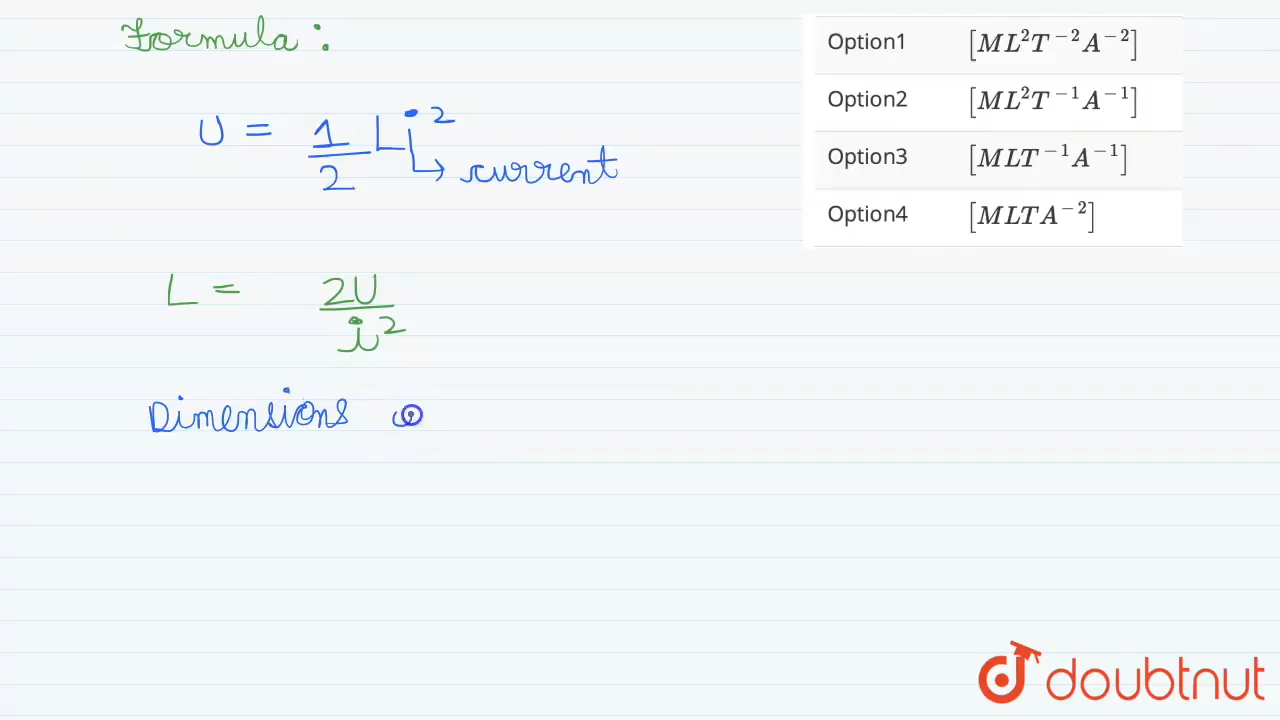 Formula :
U = 1/2 Li²
↳ current
L = 2U/i²
Dimensions
Option1 [ML²T⁻²A⁻²]
Option2 [ML²T⁻¹A⁻¹]
Option3 [MLT⁻¹A⁻¹]
Option4 [MLTA⁻²]
doubtnut